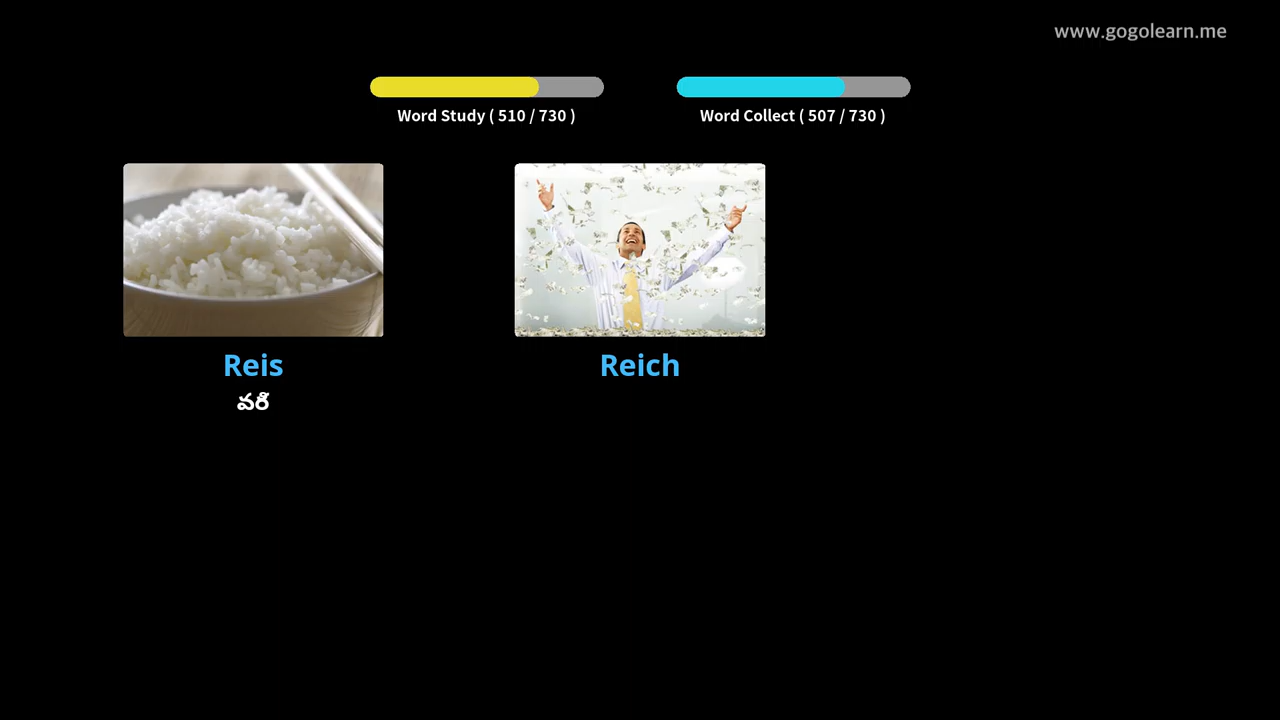 www.gogolearn.me
Word Study ( 510 / 730 )
Word Collect ( 507 / 730 )
Reis
Reich
వరి